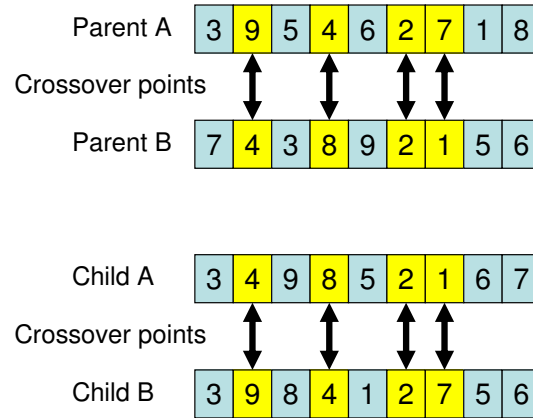 Parent A 3 9 5 4 6 2 7 1 8
Crossover points
Parent B 7 4 3 8 9 2 1 5 6
Child A 3 4 9 8 5 2 1 6 7
Crossover points
Child B 3 9 8 4 1 2 7 5 6